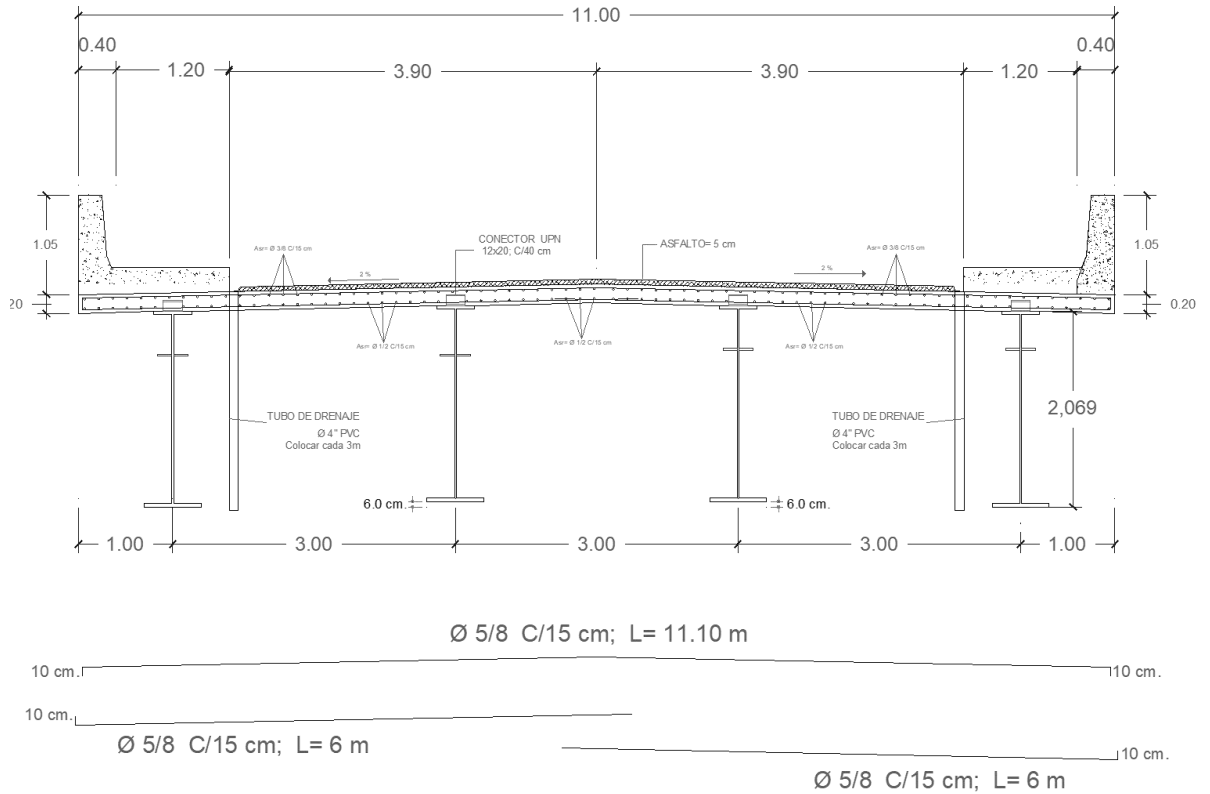 11.00
0.40
0.40
1.20
3.90
3.90
1.20
1.05
1.05
Asr= Ø 3/8 C/15 cm
CONECTOR UPN
12x20; C/40 cm
ASFALTO= 5 cm
Asr= Ø 3/8 C/15 cm
2 %
2 %
20
0.20
Asr= Ø 1/2 C/15 cm
Asr= Ø 1/2 C/15 cm
Asr= Ø 1/2 C/15 cm
2,069
TUBO DE DRENAJE
Ø 4" PVC
Colocar cada 3m
TUBO DE DRENAJE
Ø 4" PVC
Colocar cada 3m
6.0 cm.
6.0 cm.
1.00
3.00
3.00
3.00
1.00
Ø 5/8 C/15 cm; L= 11.10 m
10 cm.
10 cm.
10 cm.
Ø 5/8 C/15 cm; L= 6 m
10 cm.
Ø 5/8 C/15 cm; L= 6 m